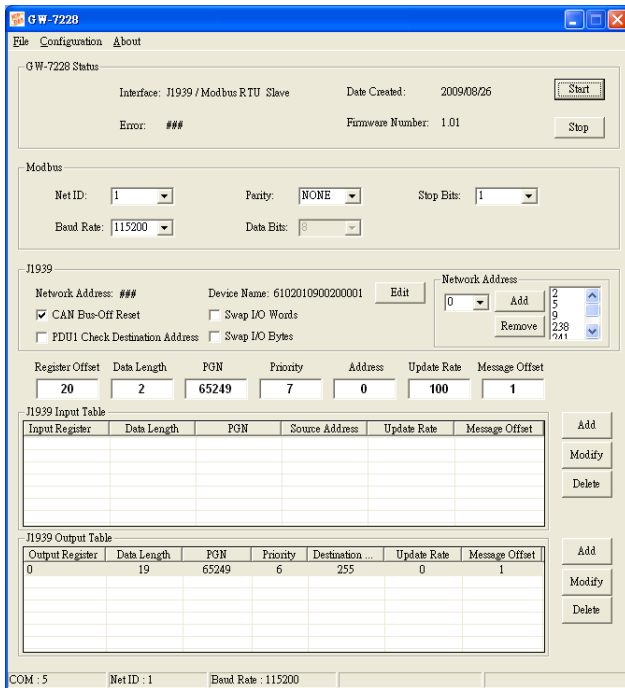 GW-7228
File Configuration About
GW-7228 Status
Interface: J1939 / Modbus RTU Slave Date Created: 2009/08/26 Start
Error: ### Firmware Number: 1.01 Stop
Modbus
Net ID: 1 Parity: NONE Stop Bits: 1
Baud Rate: 115200 Data Bits: 8
J1939
Network Address
Network Address: ### Device Name: 6102010900200001 Edit 0 Add 2
5
CAN Bus-Off Reset Swap I/O Words 9
Remove 238
PDU1 Check Destination Address Swap I/O Bytes 241
Register Offset Data Length PGN Priority Address Update Rate Message Offset
20 2 65249 7 0 100 1
J1939 Input Table
Input Register Data Length PGN Source Address Update Rate Message Offset Add
Modify
Delete
J1939 Output Table
Output Register Data Length PGN Priority Destination ... Update Rate Message Offset Add
0 19 65249 6 255 0 1
Modify
Delete
COM : 5 Net ID : 1 Baud Rate : 115200